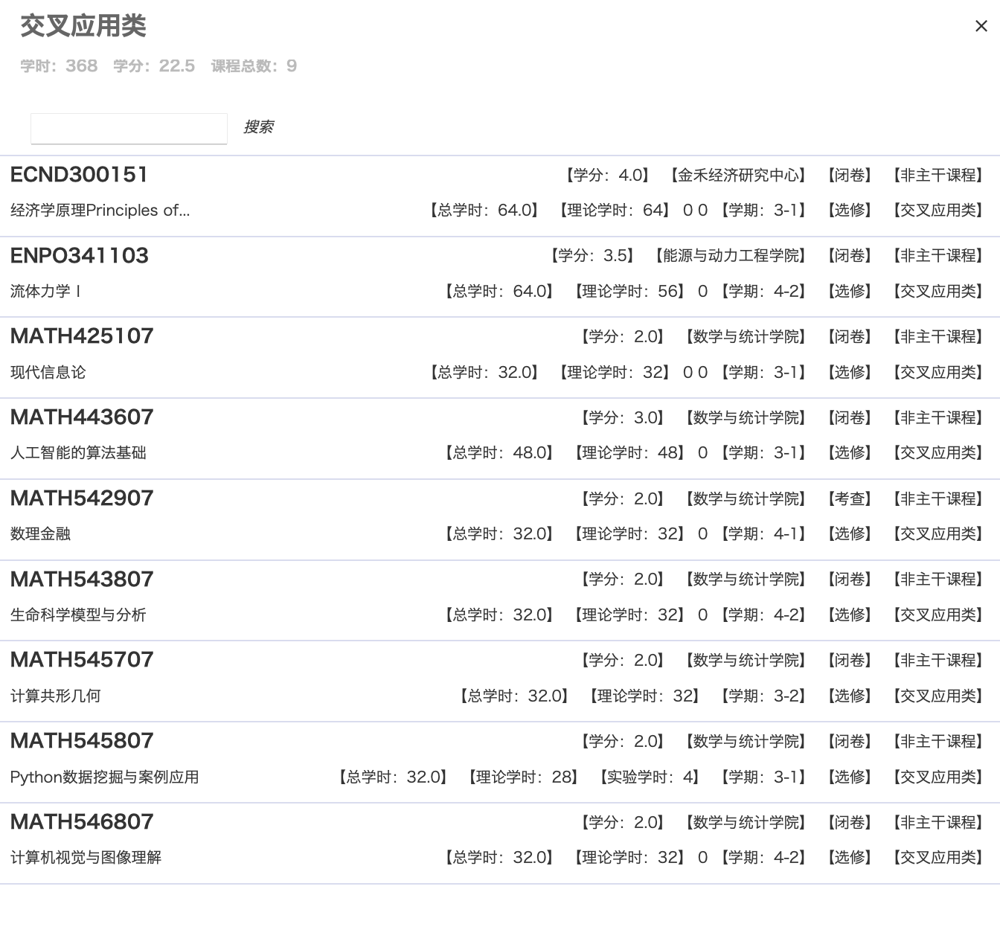 交叉应用类
学时：368 学分：22.5 课程总数：9
搜索
ECND300151 【学分：4.0】 【金禾经济研究中心】 【闭卷】 【非主干课程】
经济学原理Principles of... 【总学时：64.0】 【理论学时：64】 0 0 【学期：3-1】 【选修】 【交叉应用类】
ENPO341103 【学分：3.5】 【能源与动力工程学院】 【闭卷】 【非主干课程】
流体力学 I 【总学时：64.0】 【理论学时：56】 0 【学期：4-2】 【选修】 【交叉应用类】
MATH425107 【学分：2.0】 【数学与统计学院】 【闭卷】 【非主干课程】
现代信息论 【总学时：32.0】 【理论学时：32】 0 0 【学期：3-1】 【选修】 【交叉应用类】
MATH443607 【学分：3.0】 【数学与统计学院】 【闭卷】 【非主干课程】
人工智能的算法基础 【总学时：48.0】 【理论学时：48】 0 【学期：3-1】 【选修】 【交叉应用类】
MATH542907 【学分：2.0】 【数学与统计学院】 【考查】 【非主干课程】
数理金融 【总学时：32.0】 【理论学时：32】 0 【学期：4-1】 【选修】 【交叉应用类】
MATH543807 【学分：2.0】 【数学与统计学院】 【闭卷】 【非主干课程】
生命科学模型与分析 【总学时：32.0】 【理论学时：32】 0 【学期：4-2】 【选修】 【交叉应用类】
MATH545707 【学分：2.0】 【数学与统计学院】 【闭卷】 【非主干课程】
计算共形几何 【总学时：32.0】 【理论学时：32】 【学期：3-2】 【选修】 【交叉应用类】
MATH545807 【学分：2.0】 【数学与统计学院】 【闭卷】 【非主干课程】
Python数据挖掘与案例应用 【总学时：32.0】 【理论学时：28】 【实验学时：4】 【学期：3-1】 【选修】 【交叉应用类】
MATH546807 【学分：2.0】 【数学与统计学院】 【闭卷】 【非主干课程】
计算机视觉与图像理解 【总学时：32.0】 【理论学时：32】 0 【学期：4-2】 【选修】 【交叉应用类】